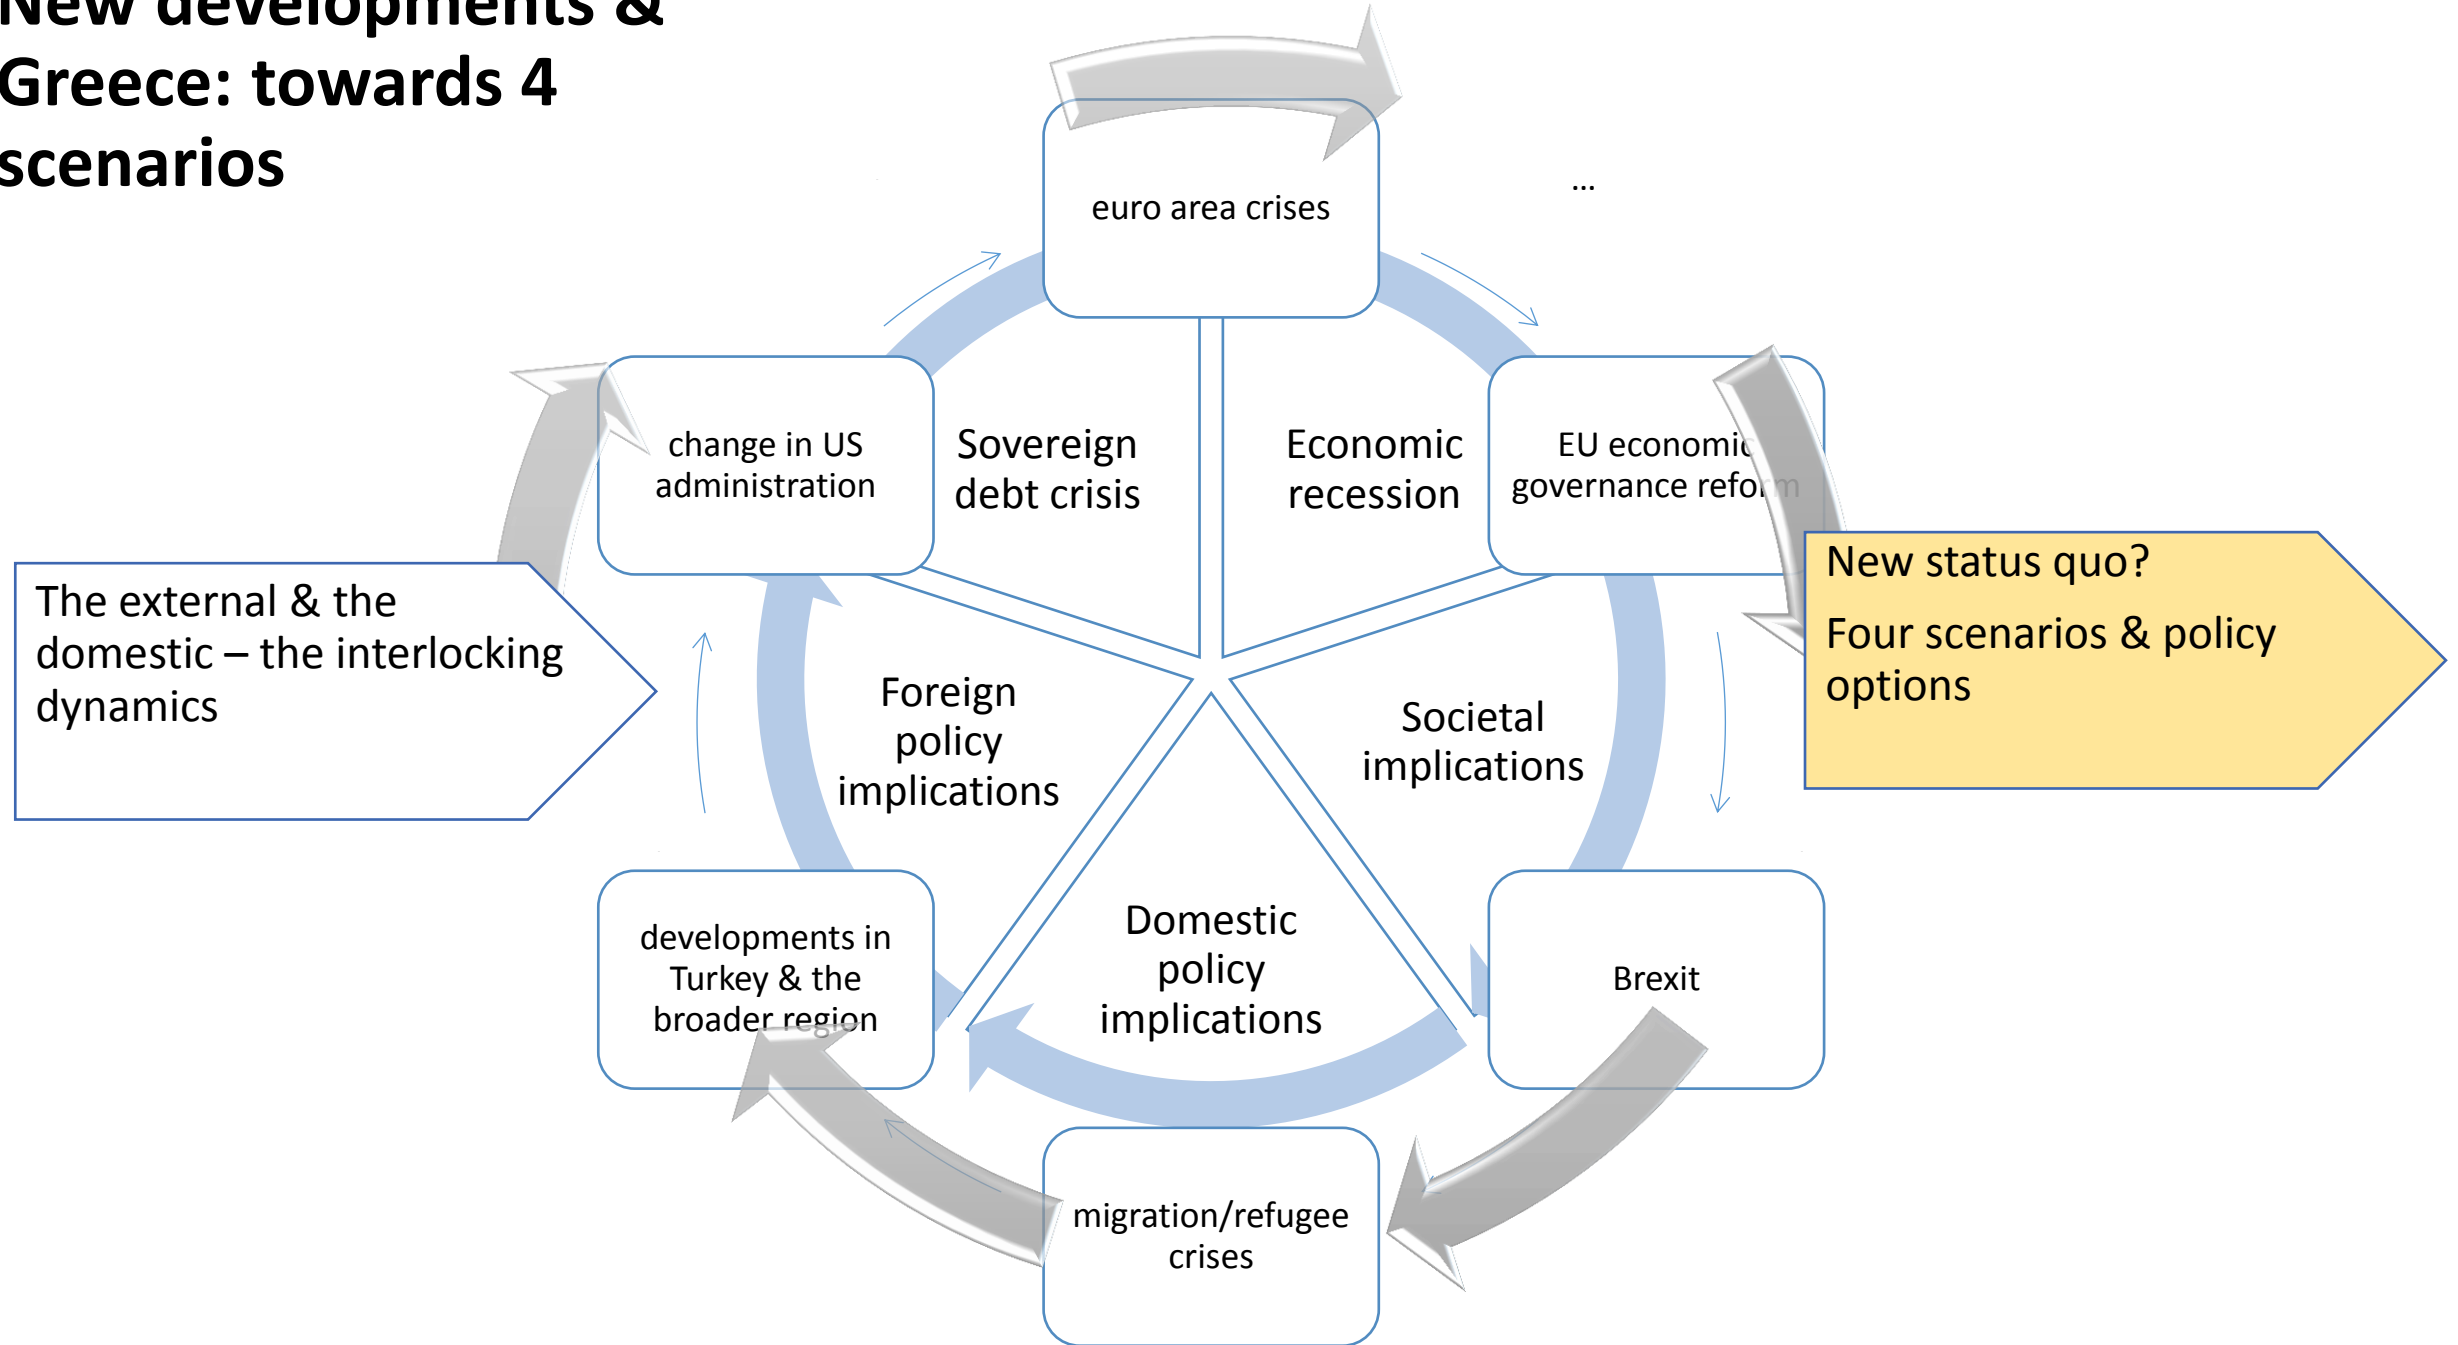 New developments &
Greece: towards 4
scenarios
...
euro area crises
change in US
administration
Sovereign
debt crisis
Economic
recession
EU economic
governance reform
The external & the
domestic – the interlocking
dynamics
New status quo?
Four scenarios & policy
options
Foreign
policy
implications
Societal
implications
Domestic
policy
implications
developments in
Turkey & the
broader region
Brexit
migration/refugee
crises